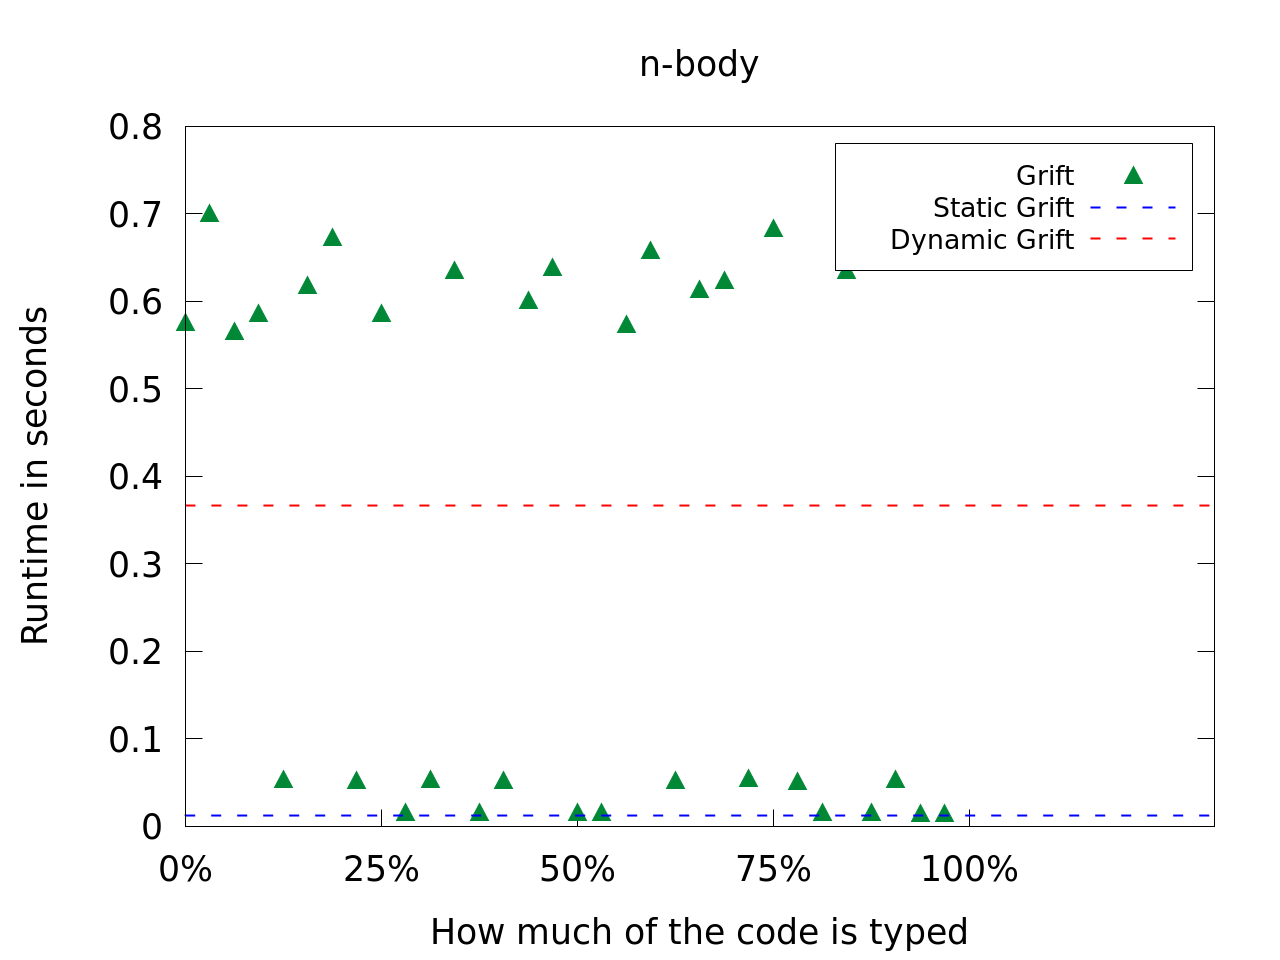 n-body
0.8
0.7
0.6
0.5
0.4
0.3
0.2
0.1
0
Grift
Static Grift
Dynamic Grift
Runtime in seconds
0% 25% 50% 75% 100%
How much of the code is typed